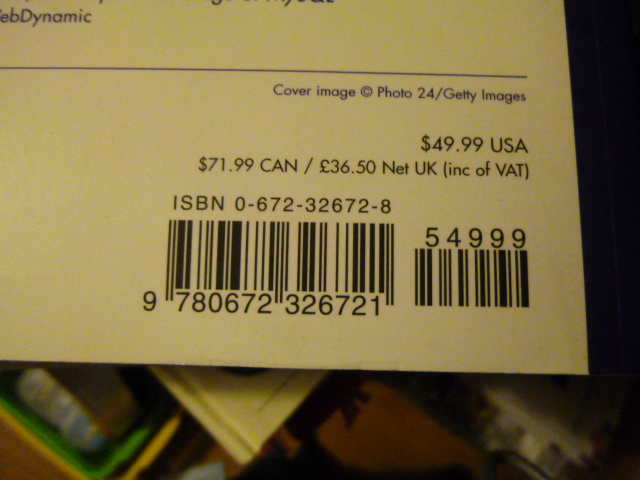 MySQL
WebDynamic
Cover image © Photo 24/Getty Images
$49.99 USA
$71.99 CAN / £36.50 Net UK (inc of VAT)
ISBN 0-672-32672-8
54999
9 780672 326721